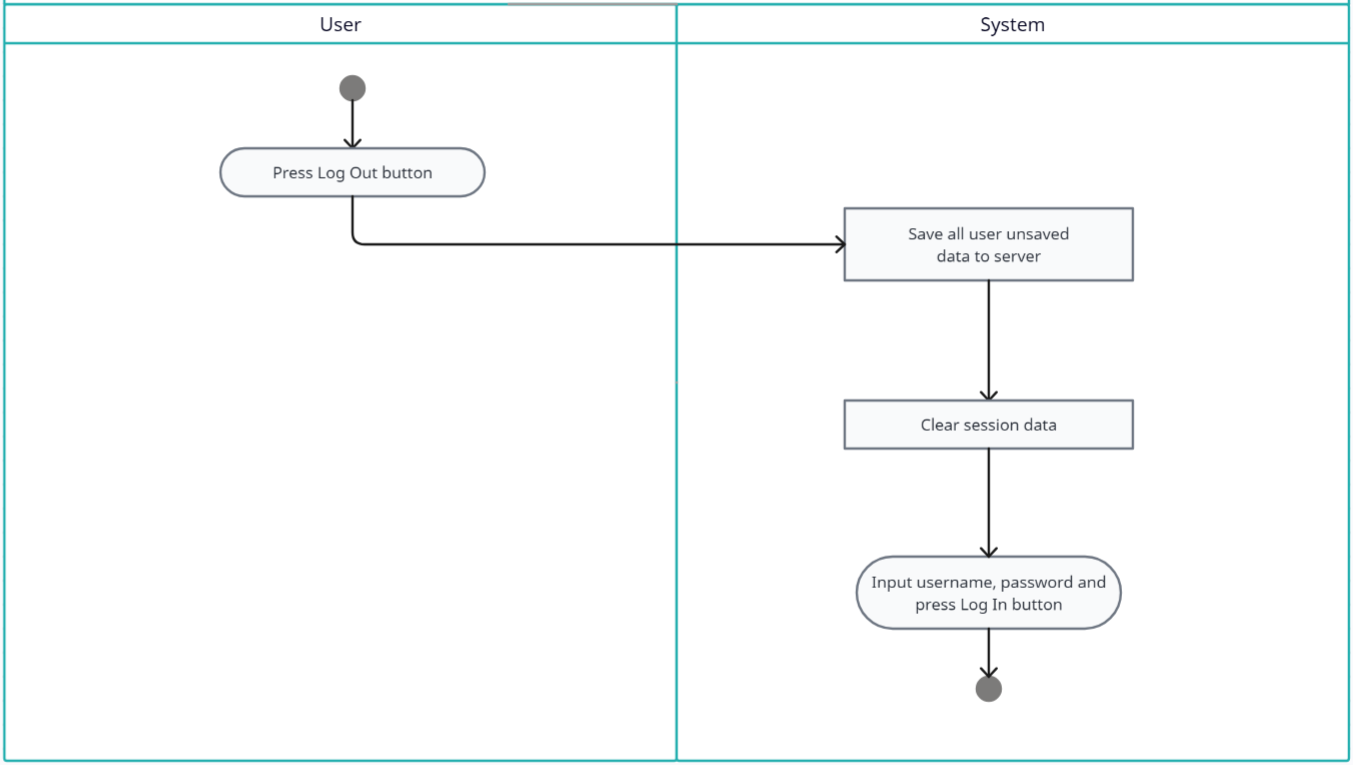 User
System
Press Log Out button
Save all user unsaved
data to server
Clear session data
Input username, password and
press Log In button